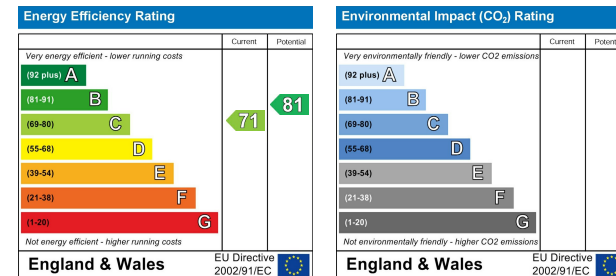 Energy Efficiency Rating
Current
Potential
Very energy efficient - lower running costs
(92 plus) A
(81-91) B
(69-80) C
(55-68) D
(39-54) E
(21-38) F
(1-20) G
71
81
Not energy efficient - higher running costs
England & Wales
EU Directive
2002/91/EC
Environmental Impact (CO₂) Rating
Current
Potent
Very environmentally friendly - lower CO2 emissions
(92 plus) A
(81-91) B
(69-80) C
(55-68) D
(39-54) E
(21-38) F
(1-20) G
Not environmentally friendly - higher CO2 emissions
England & Wales
EU Directive
2002/91/EC